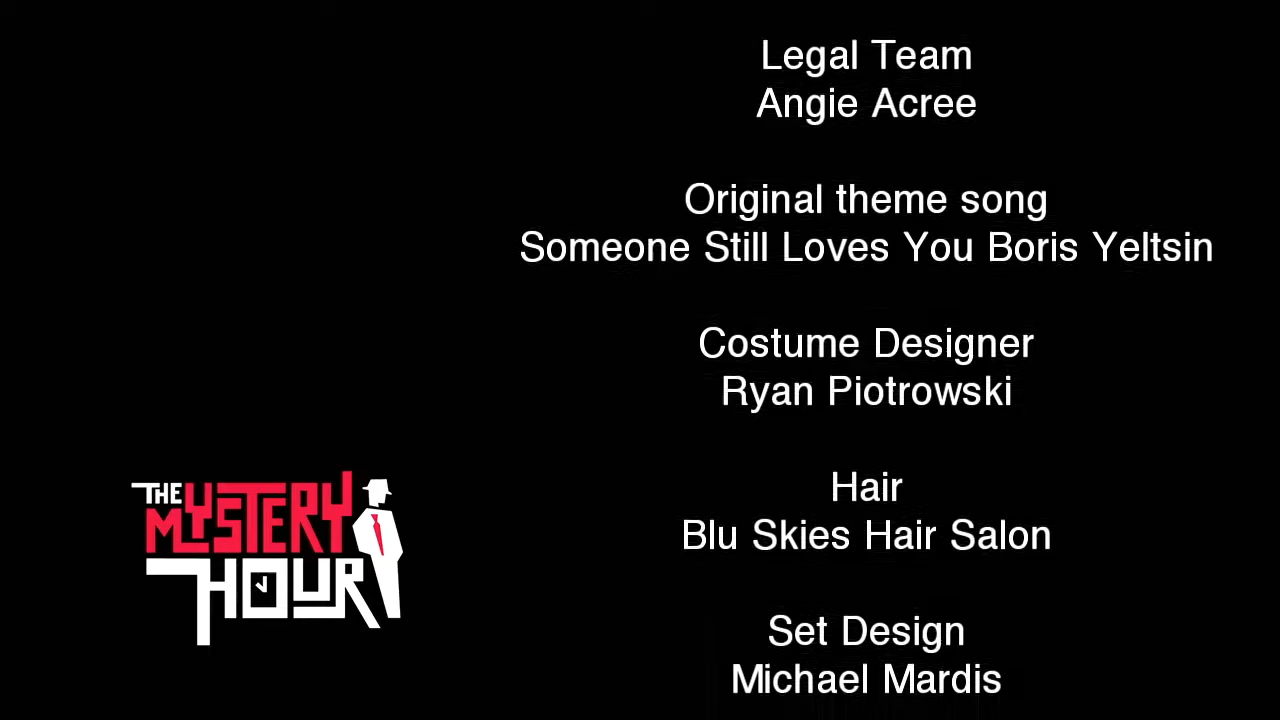 Legal Team
Angie Acree
Original theme song
Someone Still Loves You Boris Yeltsin
Costume Designer
Ryan Piotrowski
Hair
Blu Skies Hair Salon
Set Design
Michael Mardis
THE
MYSTERY
HOUR